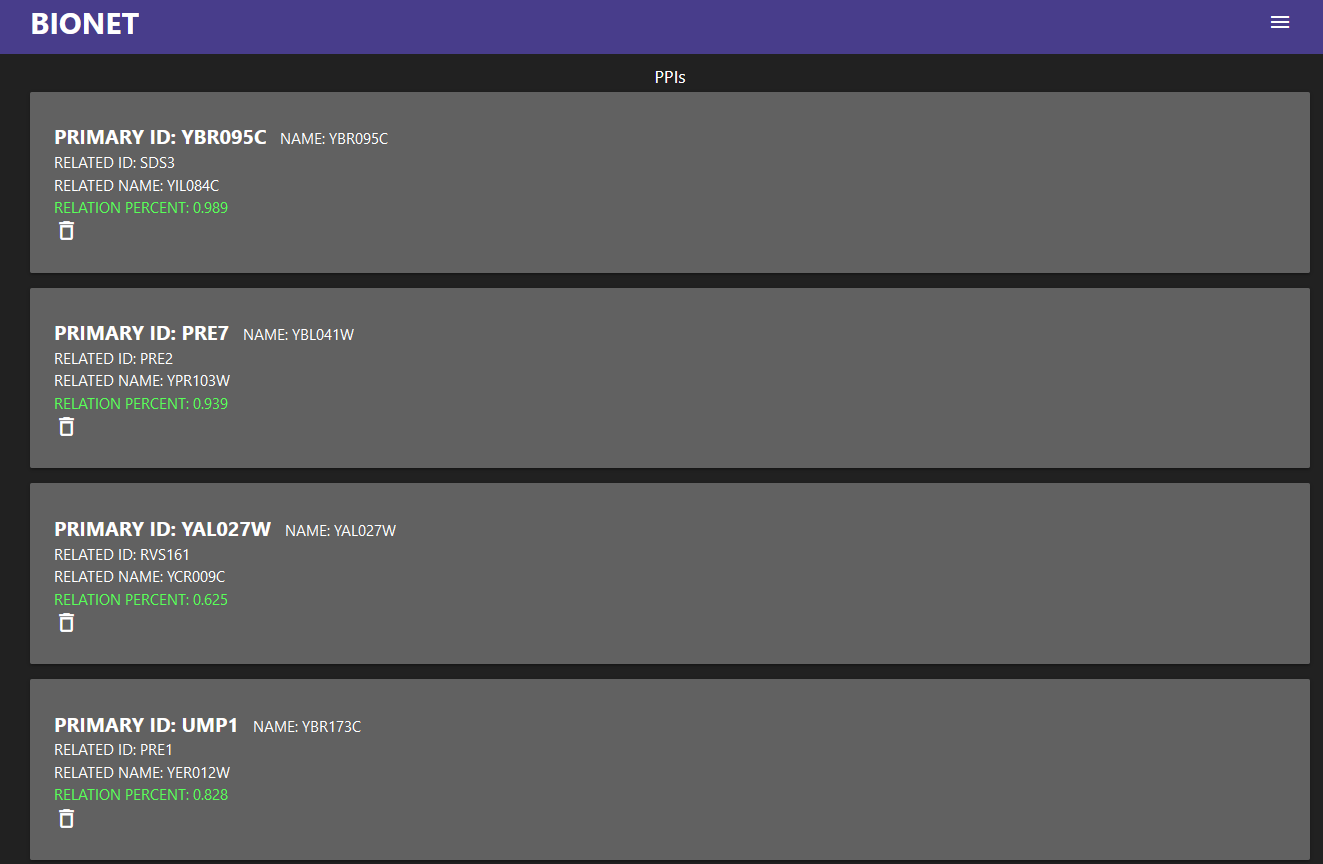 BIONET
PPIs
PRIMARY ID: YBR095C NAME: YBR095C
RELATED ID: SDS3
RELATED NAME: YIL084C
RELATION PERCENT: 0.989
PRIMARY ID: PRE7 NAME: YBL041W
RELATED ID: PRE2
RELATED NAME: YPR103W
RELATION PERCENT: 0.939
PRIMARY ID: YAL027W NAME: YAL027W
RELATED ID: RVS161
RELATED NAME: YCR009C
RELATION PERCENT: 0.625
PRIMARY ID: UMP1 NAME: YBR173C
RELATED ID: PRE1
RELATED NAME: YER012W
RELATION PERCENT: 0.828